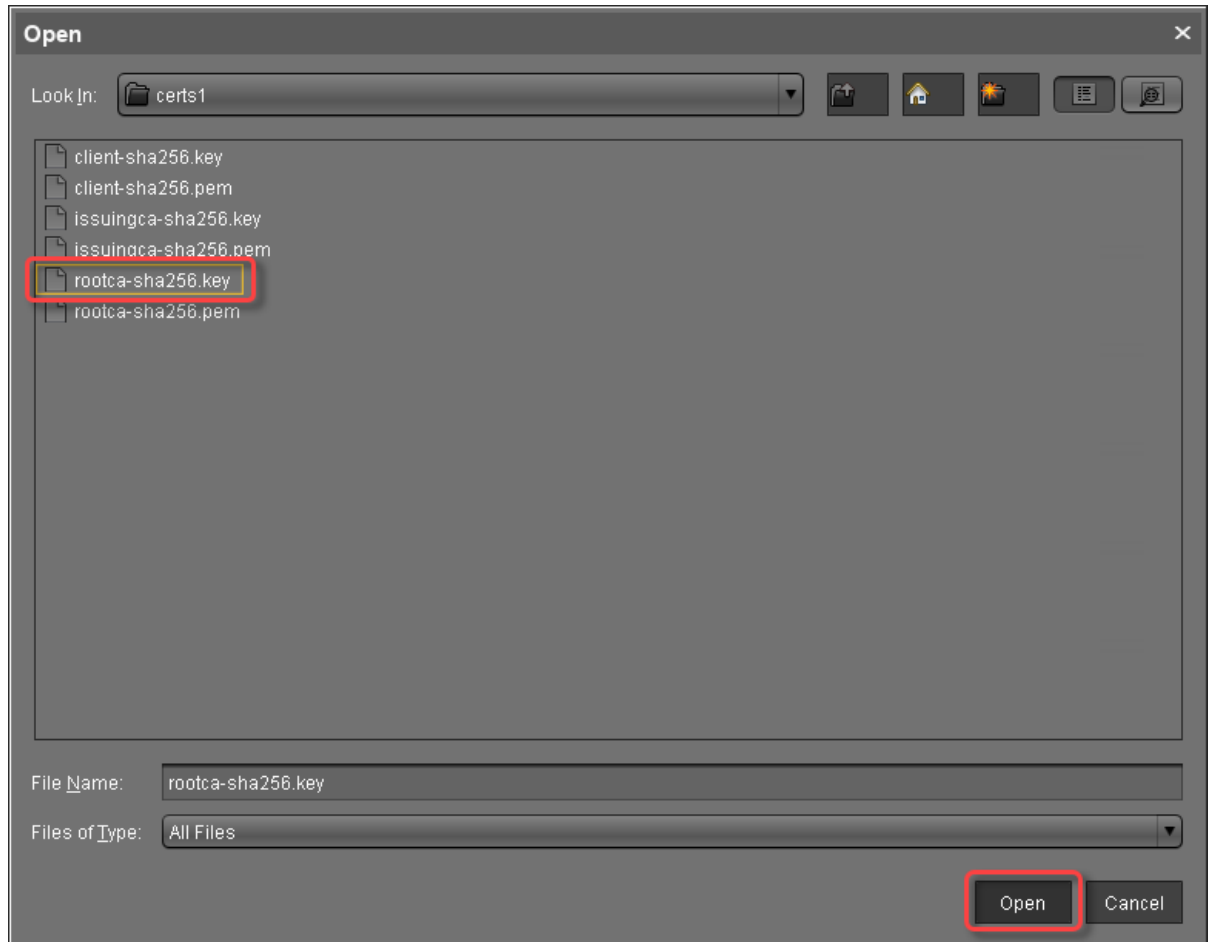 Open
Look In: certs1
client-sha256.key
client-sha256.pem
issuingca-sha256.key
issuingca-sha256.pem
rootca-sha256.key
rootca-sha256.pem
File Name: rootca-sha256.key
Files of Type: All Files
Open Cancel